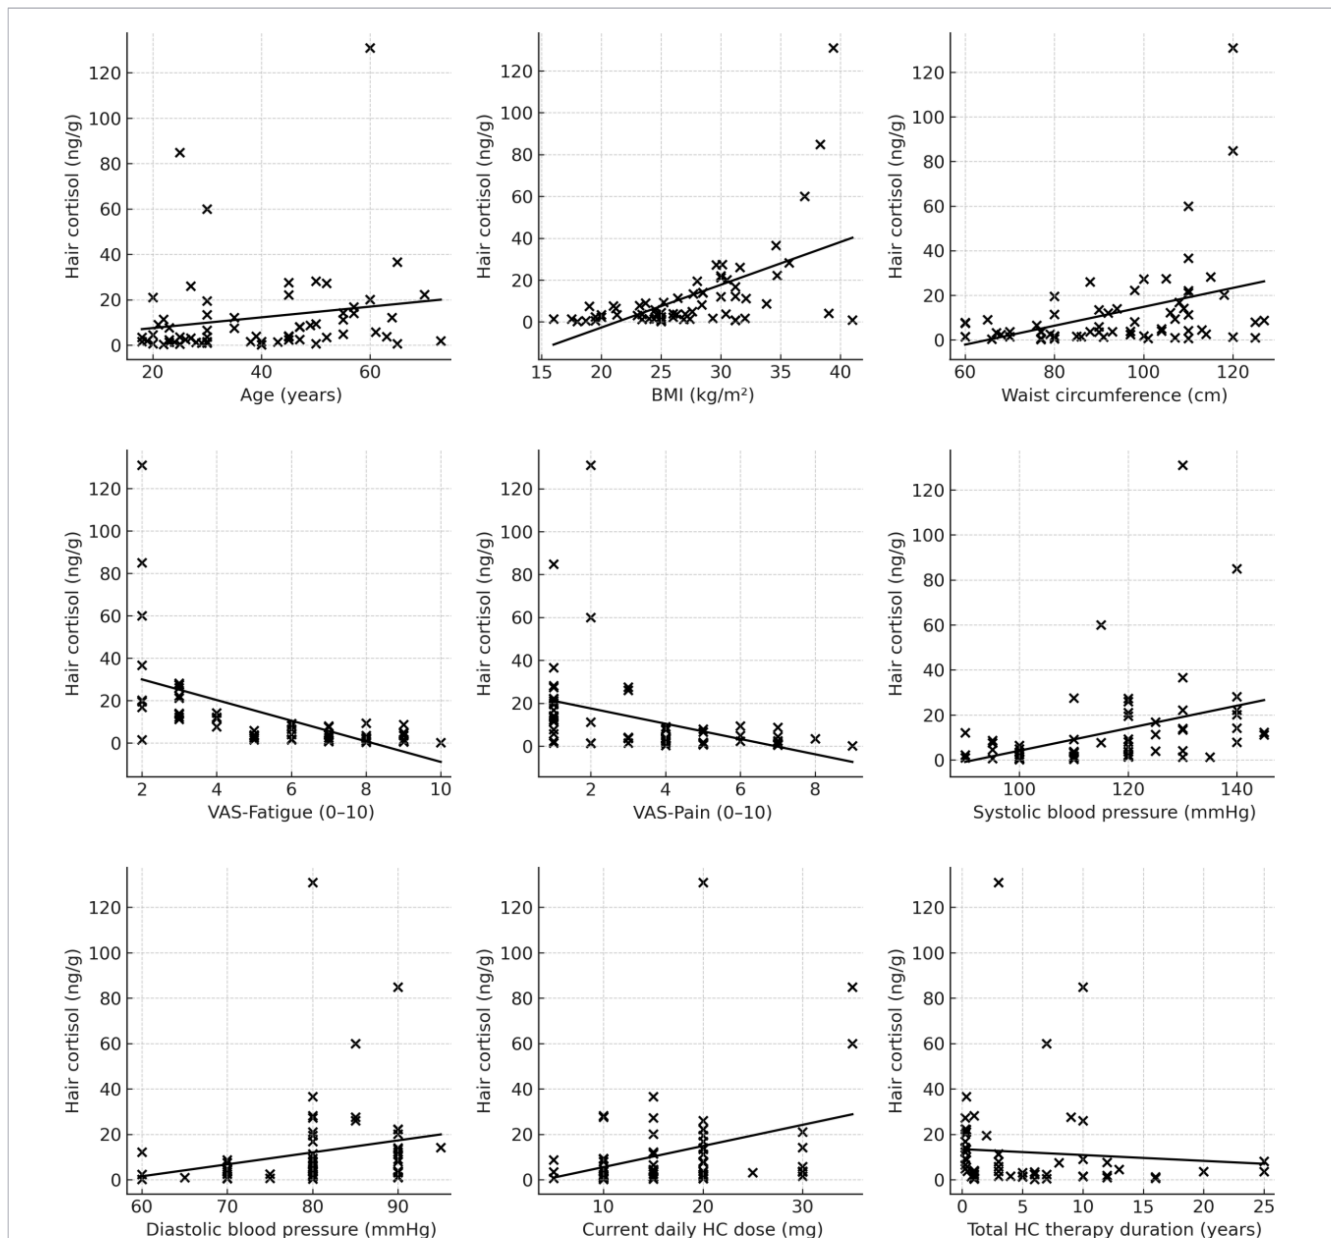 120
100
80
60
40
20
0
Hair cortisol (ng/g)
20 40 60
Age (years)
120
100
80
60
40
20
0
Hair cortisol (ng/g)
15 20 25 30 35 40
BMI (kg/m²)
120
100
80
60
40
20
0
Hair cortisol (ng/g)
60 80 100 120
Waist circumference (cm)
120
100
80
60
40
20
0
Hair cortisol (ng/g)
2 4 6 8 10
VAS-Fatigue (0–10)
120
100
80
60
40
20
0
Hair cortisol (ng/g)
2 4 6 8
VAS-Pain (0–10)
120
100
80
60
40
20
0
Hair cortisol (ng/g)
100 120 140
Systolic blood pressure (mmHg)
120
100
80
60
40
20
0
Hair cortisol (ng/g)
60 70 80 90
Diastolic blood pressure (mmHg)
120
100
80
60
40
20
0
Hair cortisol (ng/g)
10 20 30
Current daily HC dose (mg)
120
100
80
60
40
20
0
Hair cortisol (ng/g)
0 5 10 15 20 25
Total HC therapy duration (years)